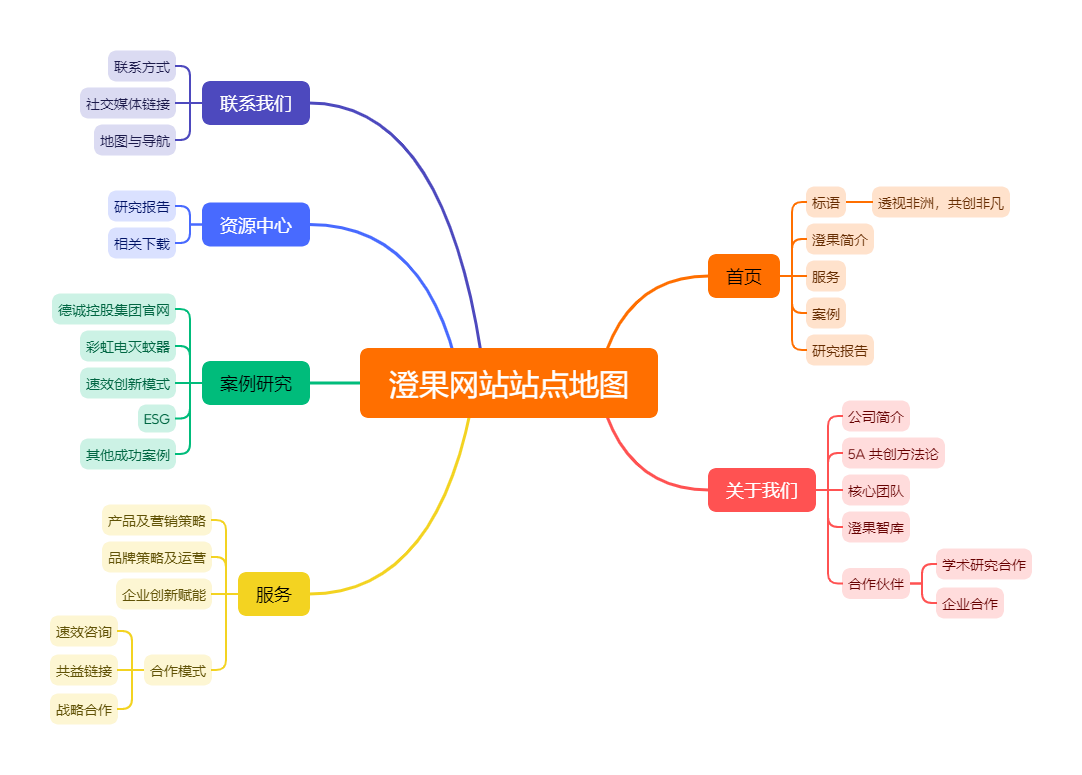 澄果网站站点地图
首页
标语
透视非洲，共创非凡
澄果简介
服务
案例
研究报告
关于我们
公司简介
5A 共创方法论
核心团队
澄果智库
合作伙伴
学术研究合作
企业合作
服务
产品及营销策略
品牌策略及运营
企业创新赋能
合作模式
速效咨询
共益链接
战略合作
案例研究
德诚控股集团官网
彩虹电灭蚊器
速效创新模式
ESG
其他成功案例
资源中心
研究报告
相关下载
联系我们
联系方式
社交媒体链接
地图与导航